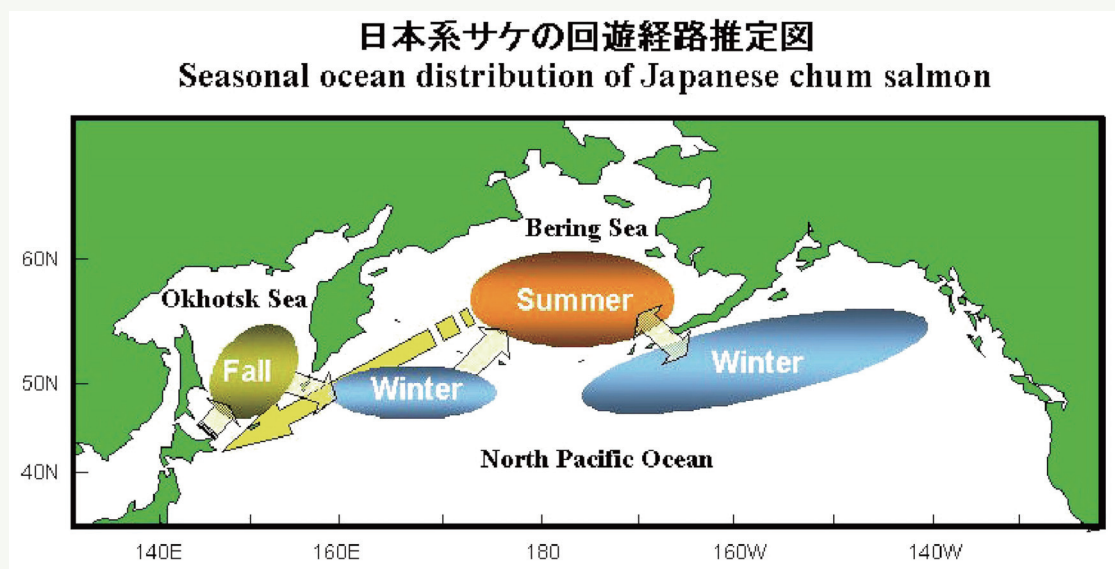 日本系サケの回遊経路推定図
Seasonal ocean distribution of Japanese chum salmon
Bering Sea
60N
Okhotsk Sea
Summer
Fall
Winter
Winter
50N
North Pacific Ocean
40N
140E
160E
180
160W
140W